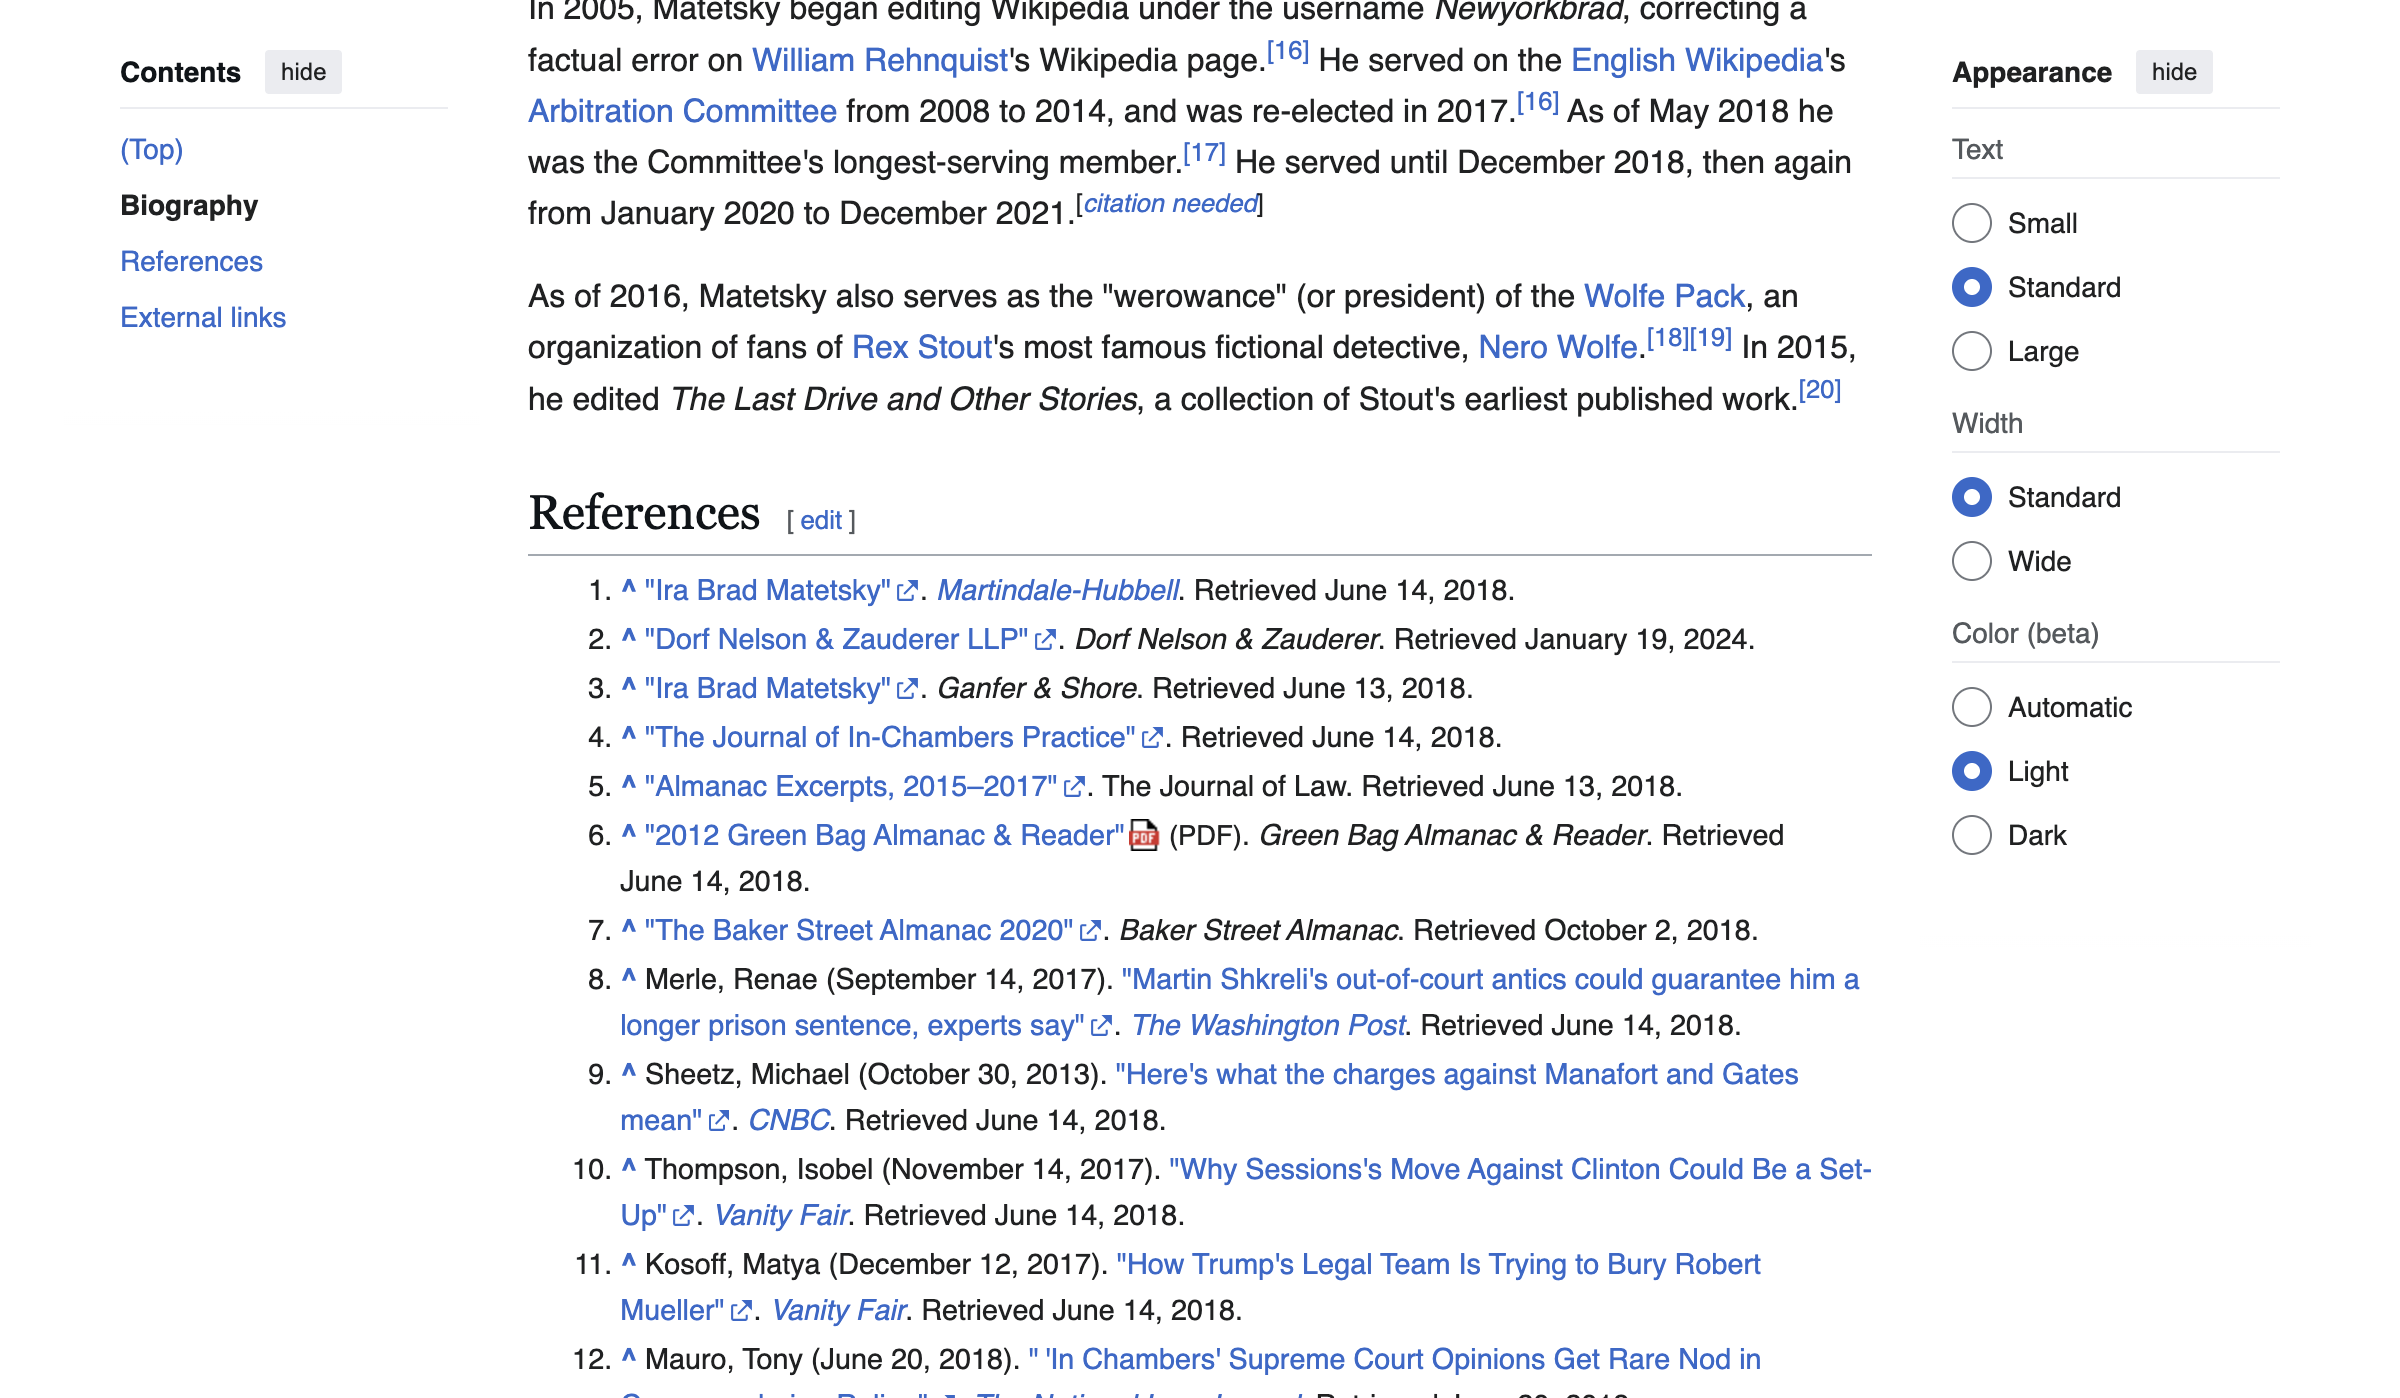 In 2005, Matetsky began editing Wikipedia under the username Newyorkbrad, correcting a
factual error on William Rehnquist's Wikipedia page.[16] He served on the English Wikipedia's
Arbitration Committee from 2008 to 2014, and was re-elected in 2017.[16] As of May 2018 he
was the Committee's longest-serving member.[17] He served until December 2018, then again
from January 2020 to December 2021.[citation needed]
As of 2016, Matetsky also serves as the "werowance" (or president) of the Wolfe Pack, an
organization of fans of Rex Stout's most famous fictional detective, Nero Wolfe.[18][19] In 2015,
he edited The Last Drive and Other Stories, a collection of Stout's earliest published work.[20]
References [ edit ]
1. ^ "Ira Brad Matetsky". Martindale-Hubbell. Retrieved June 14, 2018.
2. ^ "Dorf Nelson & Zauderer LLP". Dorf Nelson & Zauderer. Retrieved January 19, 2024.
3. ^ "Ira Brad Matetsky". Ganfer & Shore. Retrieved June 13, 2018.
4. ^ "The Journal of In-Chambers Practice". Retrieved June 14, 2018.
5. ^ "Almanac Excerpts, 2015–2017". The Journal of Law. Retrieved June 13, 2018.
6. ^ "2012 Green Bag Almanac & Reader" PDF (PDF). Green Bag Almanac & Reader. Retrieved
June 14, 2018.
7. ^ "The Baker Street Almanac 2020". Baker Street Almanac. Retrieved October 2, 2018.
8. ^ Merle, Renae (September 14, 2017). "Martin Shkreli's out-of-court antics could guarantee him a
longer prison sentence, experts say". The Washington Post. Retrieved June 14, 2018.
9. ^ Sheetz, Michael (October 30, 2013). "Here's what the charges against Manafort and Gates
mean". CNBC. Retrieved June 14, 2018.
10. ^ Thompson, Isobel (November 14, 2017). "Why Sessions's Move Against Clinton Could Be a Set-
Up". Vanity Fair. Retrieved June 14, 2018.
11. ^ Kosoff, Matya (December 12, 2017). "How Trump's Legal Team Is Trying to Bury Robert
Mueller". Vanity Fair. Retrieved June 14, 2018.
12. ^ Mauro, Tony (June 20, 2018). " 'In Chambers' Supreme Court Opinions Get Rare Nod in
Contents hide
(Top)
Biography
References
External links
Appearance hide
Text
Small
Standard
Large
Width
Standard
Wide
Color (beta)
Automatic
Light
Dark